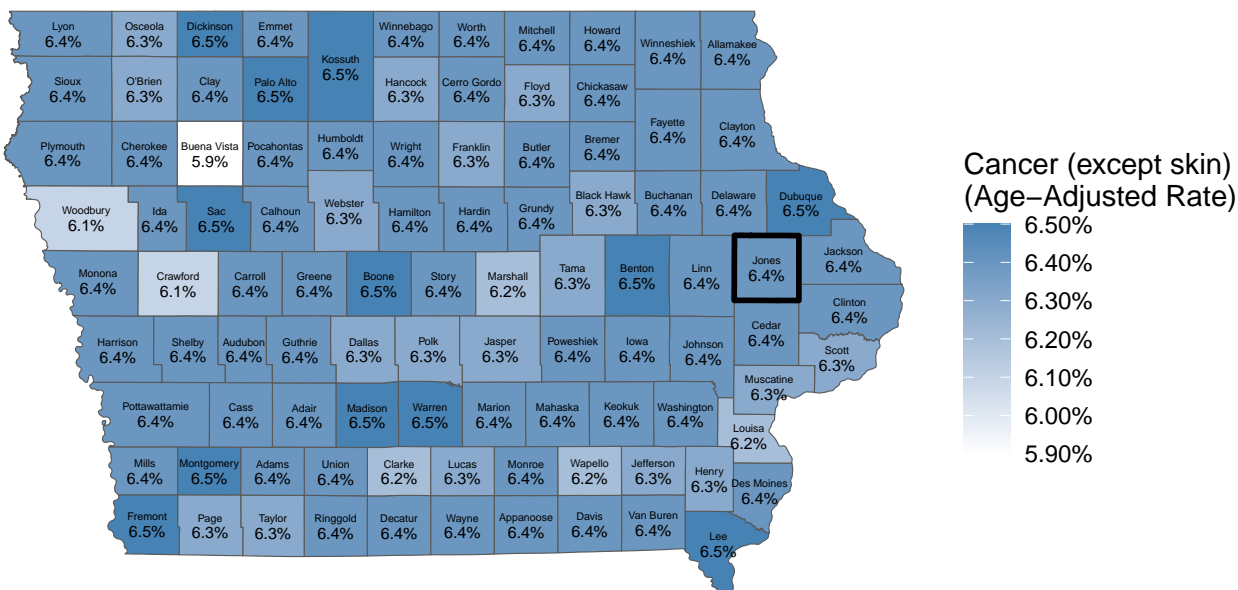 Lyon
6.4%
Osceola
6.3%
Dickinson
6.5%
Emmet
6.4%
Kossuth
6.5%
Winnebago
6.4%
Worth
6.4%
Mitchell
6.4%
Howard
6.4%
Winneshiek
6.4%
Allamakee
6.4%
Sioux
6.4%
O'Brien
6.3%
Clay
6.4%
Palo Alto
6.5%
Hancock
6.3%
Cerro Gordo
6.4%
Floyd
6.3%
Chickasaw
6.4%
Fayette
6.4%
Clayton
6.4%
Plymouth
6.4%
Cherokee
6.4%
Buena Vista
5.9%
Pocahontas
6.4%
Humboldt
6.4%
Wright
6.4%
Franklin
6.3%
Butler
6.4%
Bremer
6.4%
Woodbury
6.1%
Ida
6.4%
Sac
6.5%
Calhoun
6.4%
Webster
6.3%
Hamilton
6.4%
Hardin
6.4%
Grundy
6.4%
Black Hawk
6.3%
Buchanan
6.4%
Delaware
6.4%
Dubuque
6.5%
Monona
6.4%
Crawford
6.1%
Carroll
6.4%
Greene
6.4%
Boone
6.5%
Story
6.4%
Marshall
6.2%
Tama
6.3%
Benton
6.5%
Linn
6.4%
Jones
6.4%
Jackson
6.4%
Clinton
6.4%
Harrison
6.4%
Shelby
6.4%
Audubon
6.4%
Guthrie
6.4%
Dallas
6.3%
Polk
6.3%
Jasper
6.3%
Poweshiek
6.4%
Iowa
6.4%
Johnson
6.4%
Cedar
6.4%
Scott
6.3%
Muscatine
6.3%
Pottawattamie
6.4%
Cass
6.4%
Adair
6.4%
Madison
6.5%
Warren
6.5%
Marion
6.4%
Mahaska
6.4%
Keokuk
6.4%
Washington
6.4%
Louisa
6.2%
Mills
6.4%
Montgomery
6.5%
Adams
6.4%
Union
6.4%
Clarke
6.2%
Lucas
6.3%
Monroe
6.4%
Wapello
6.2%
Jefferson
6.3%
Henry
6.3%
Des Moines
6.4%
Fremont
6.5%
Page
6.3%
Taylor
6.3%
Ringgold
6.4%
Decatur
6.4%
Wayne
6.4%
Appanoose
6.4%
Davis
6.4%
Van Buren
6.4%
Lee
6.5%
Cancer (except skin)
(Age−Adjusted Rate)
6.50%
6.40%
6.30%
6.20%
6.10%
6.00%
5.90%